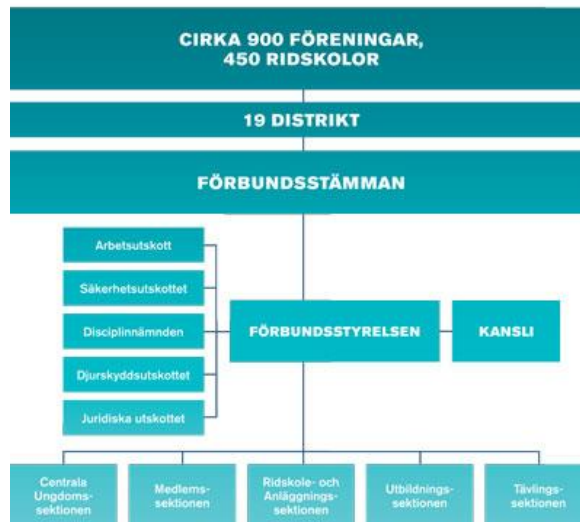 CIRKA 900 FÖRENINGAR,
450 RIDSKOLOR
19 DISTRIKT
FÖRBUNDSSTÄMMAN
Arbetsutskott
Säkerhetsutskottet
Disciplinnämnden
Djurskyddsutskottet
Juridiska utskottet
FÖRBUNDSSTYRELSEN
KANSLI
Centrala
Ungdoms-
sektionen
Medlems-
sektionen
Ridskole- och
Anläggnings-
sektionen
Utbildnings-
sektionen
Tävlings-
sektionen